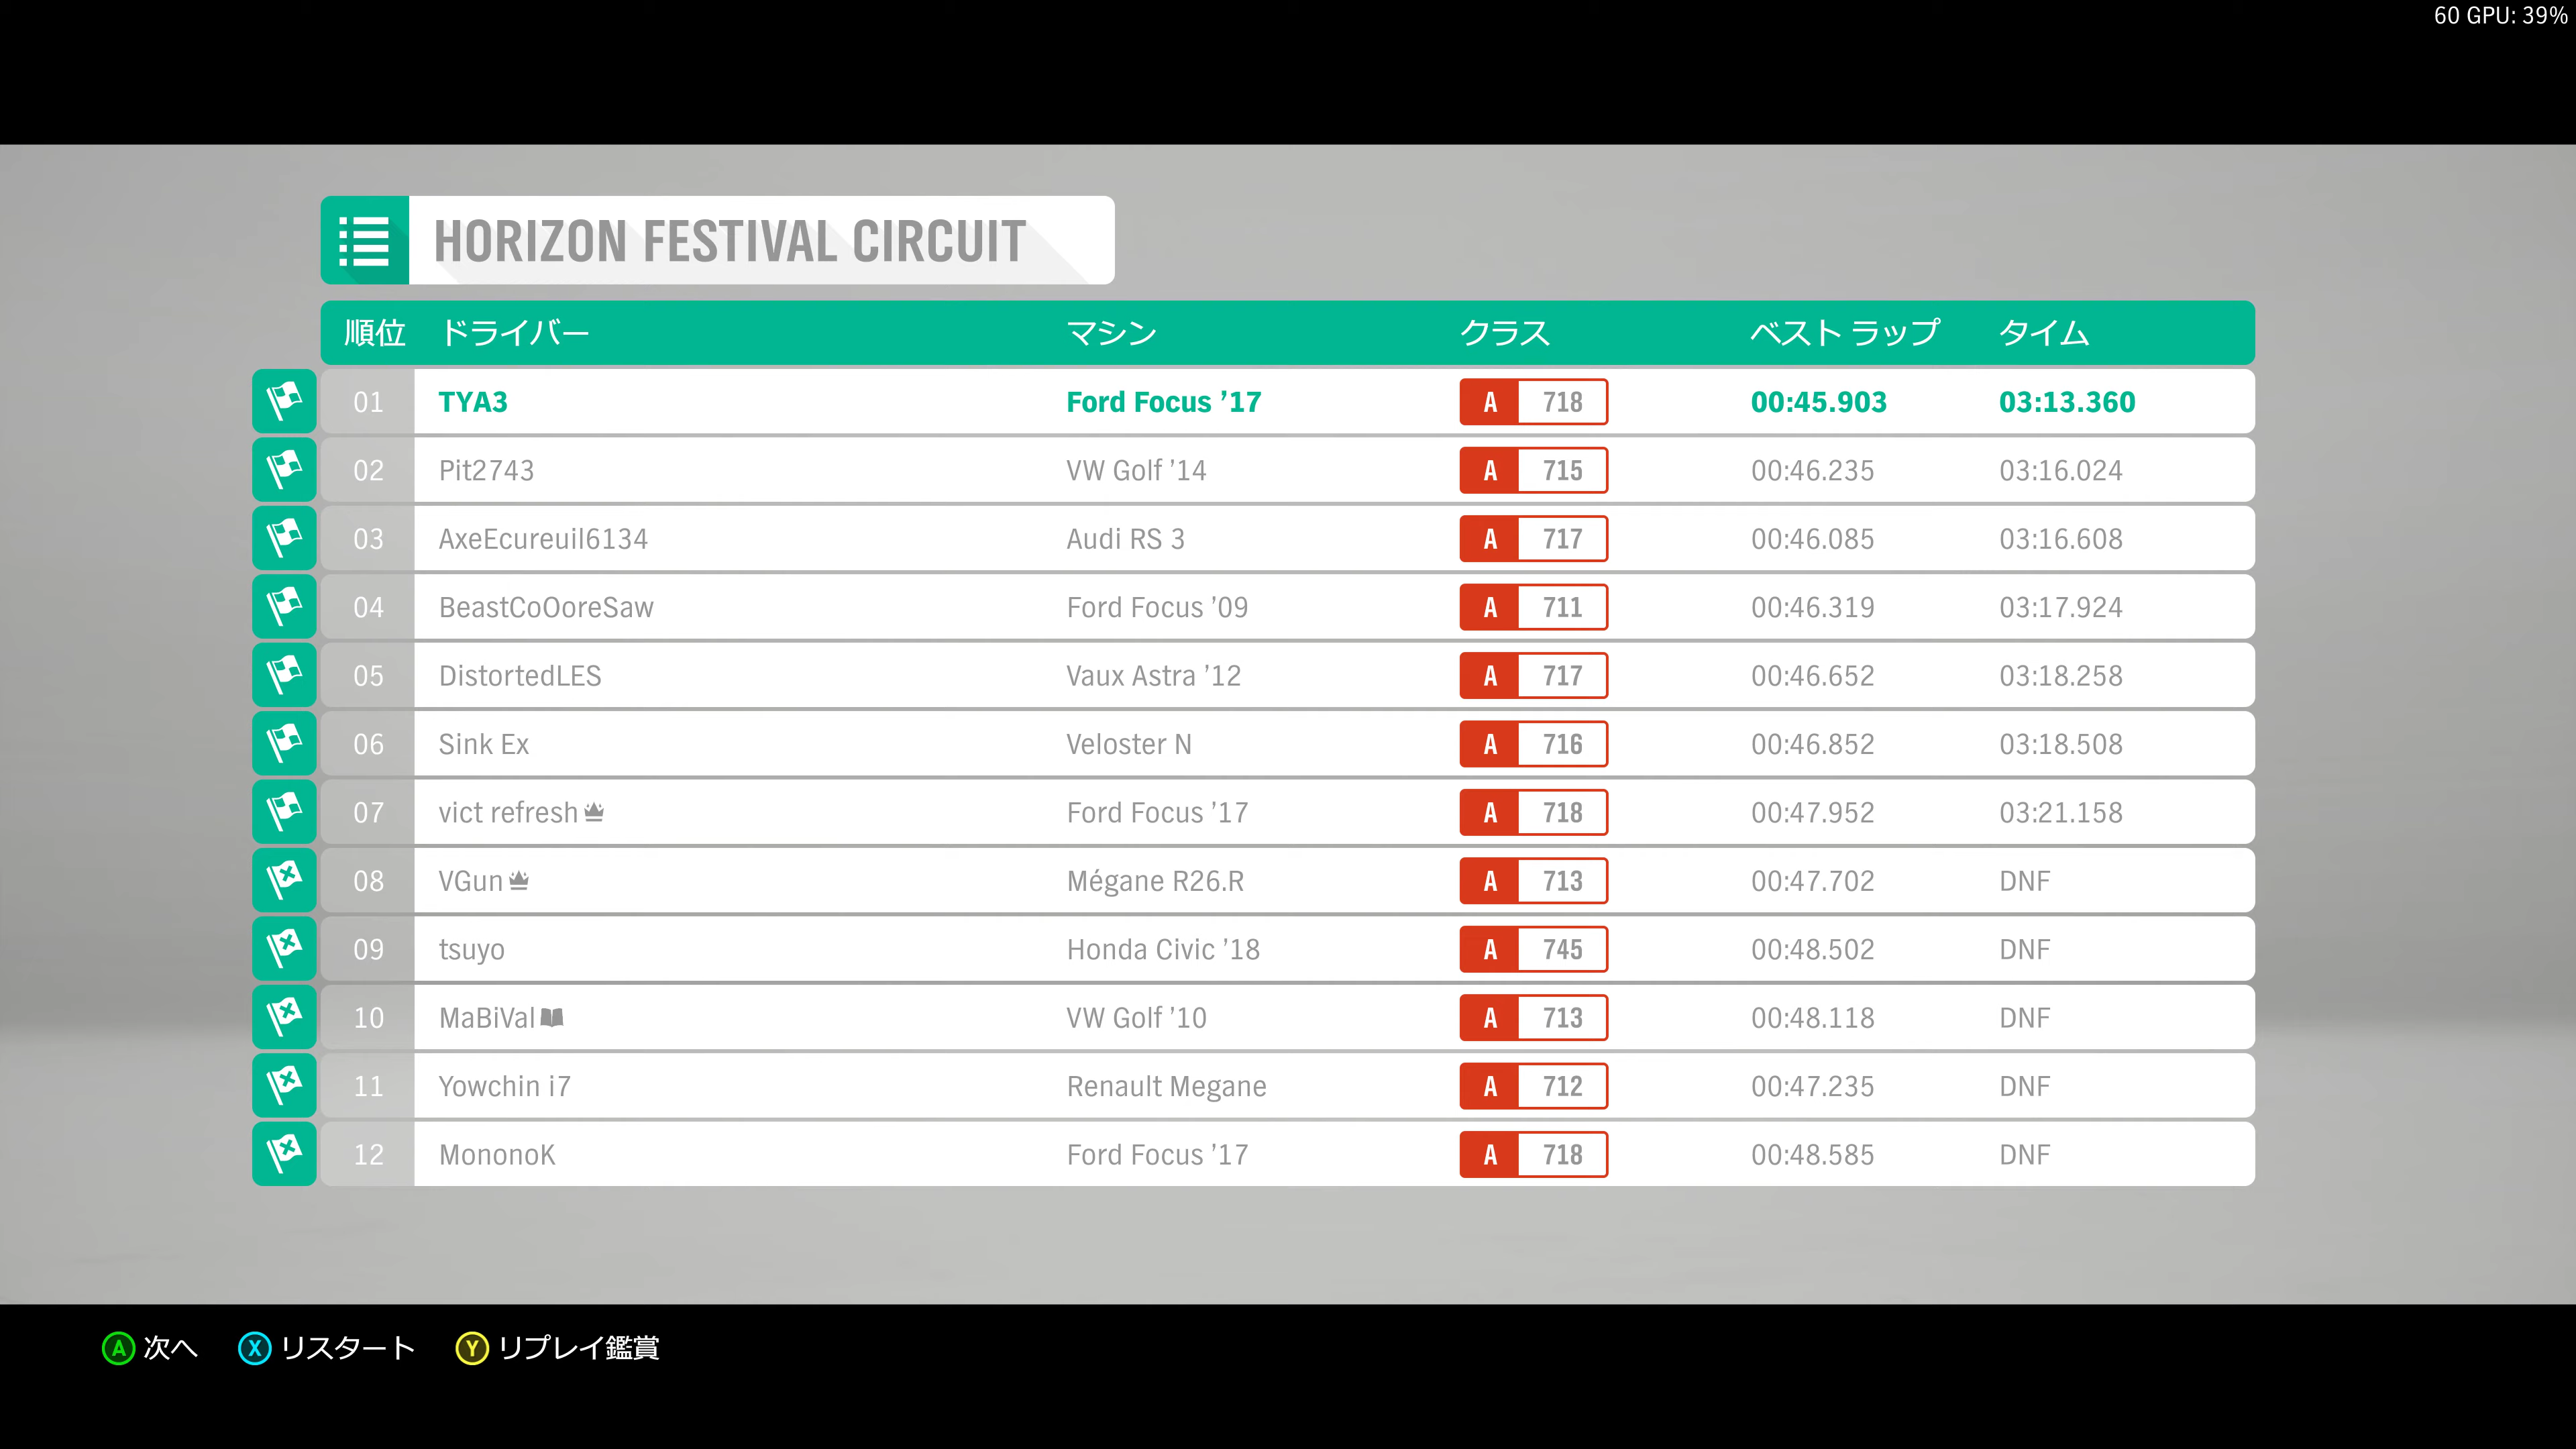 60 GPU: 39%
HORIZON FESTIVAL CIRCUIT
順位 ドライバー マシン クラス ベスト ラップ タイム
01 TYA3 Ford Focus ’17 A 718 00:45.903 03:13.360
02 Pit2743 VW Golf ’14 A 715 00:46.235 03:16.024
03 AxeEcureuil6134 Audi RS 3 A 717 00:46.085 03:16.608
04 BeastCoOoreSaw Ford Focus ’09 A 711 00:46.319 03:17.924
05 DistortedLES Vaux Astra ’12 A 717 00:46.652 03:18.258
06 Sink Ex Veloster N A 716 00:46.852 03:18.508
07 vict refresh Ford Focus ’17 A 718 00:47.952 03:21.158
08 VGun Mégane R26.R A 713 00:47.702 DNF
09 tsuyo Honda Civic ’18 A 745 00:48.502 DNF
10 MaBiVal VW Golf ’10 A 713 00:48.118 DNF
11 Yowchin i7 Renault Megane A 712 00:47.235 DNF
12 MononoK Ford Focus ’17 A 718 00:48.585 DNF
A 次へ X リスタート Y リプレイ鑑賞